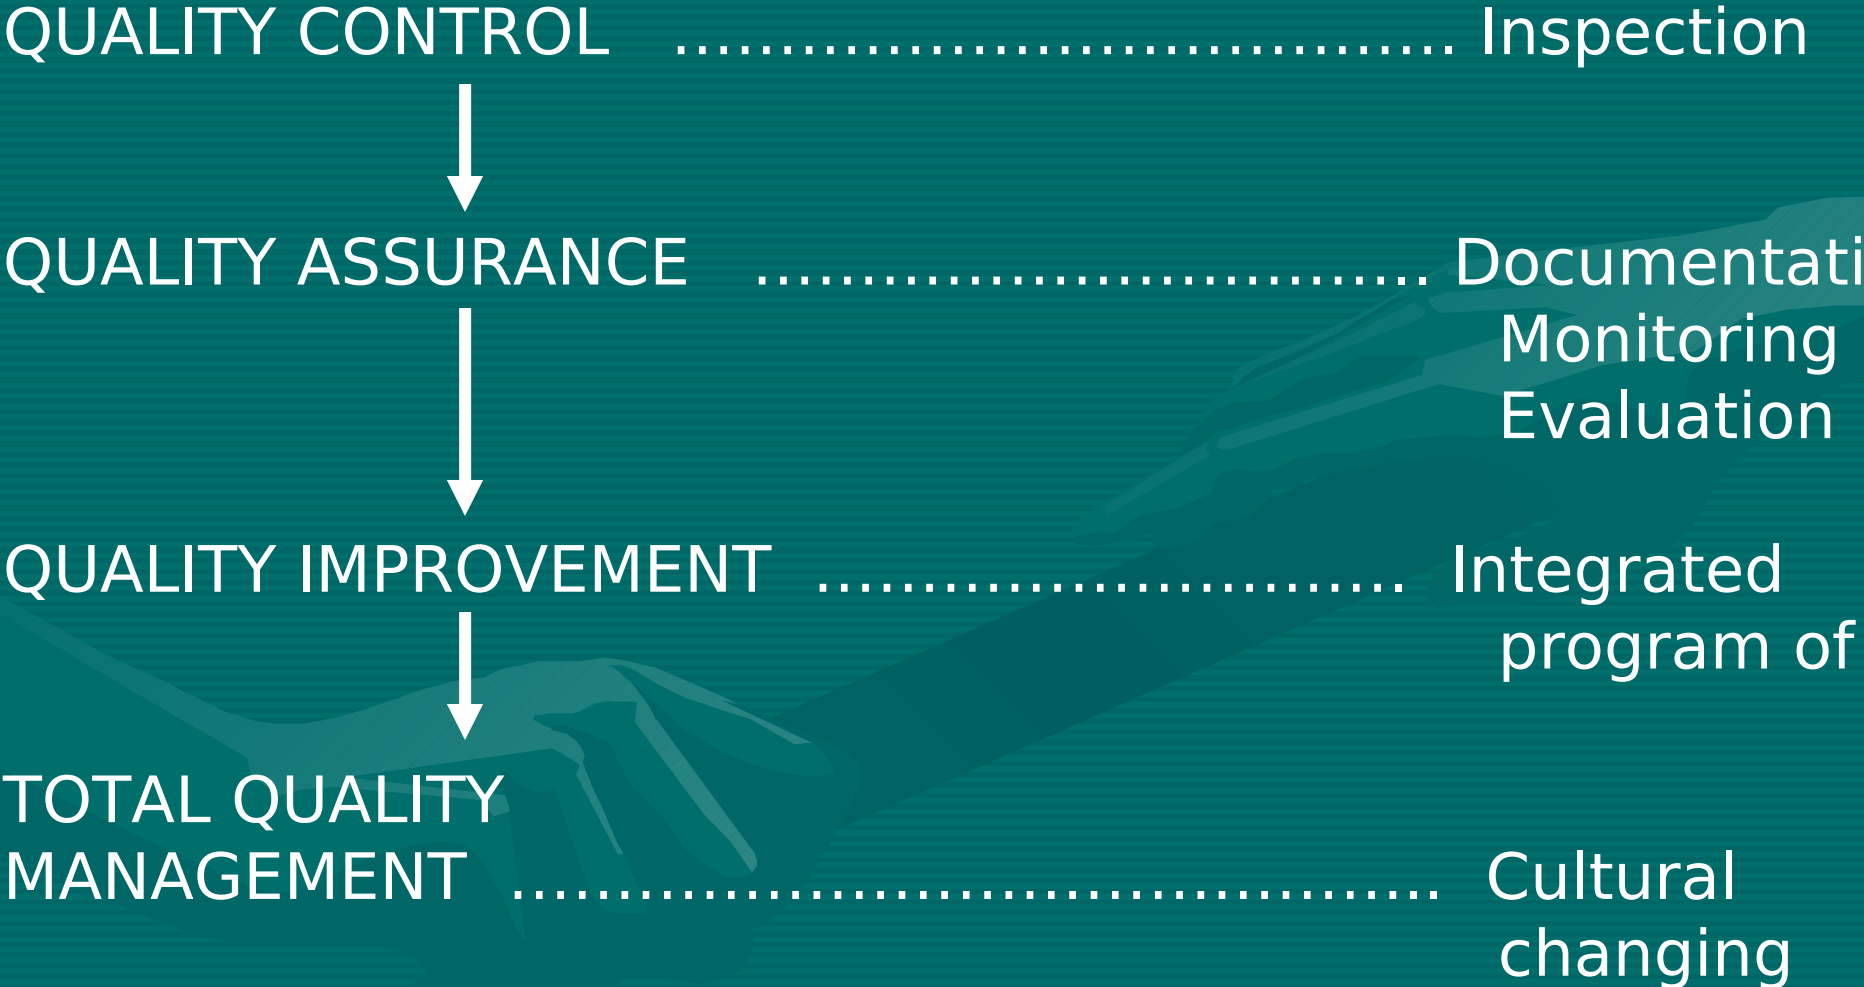 QUALITY CONTROL ..................................... Inspection
QUALITY ASSURANCE ................................ Documentati
Monitoring
Evaluation
QUALITY IMPROVEMENT ............................ Integrated
program of
TOTAL QUALITY
MANAGEMENT ............................................ Cultural
changing